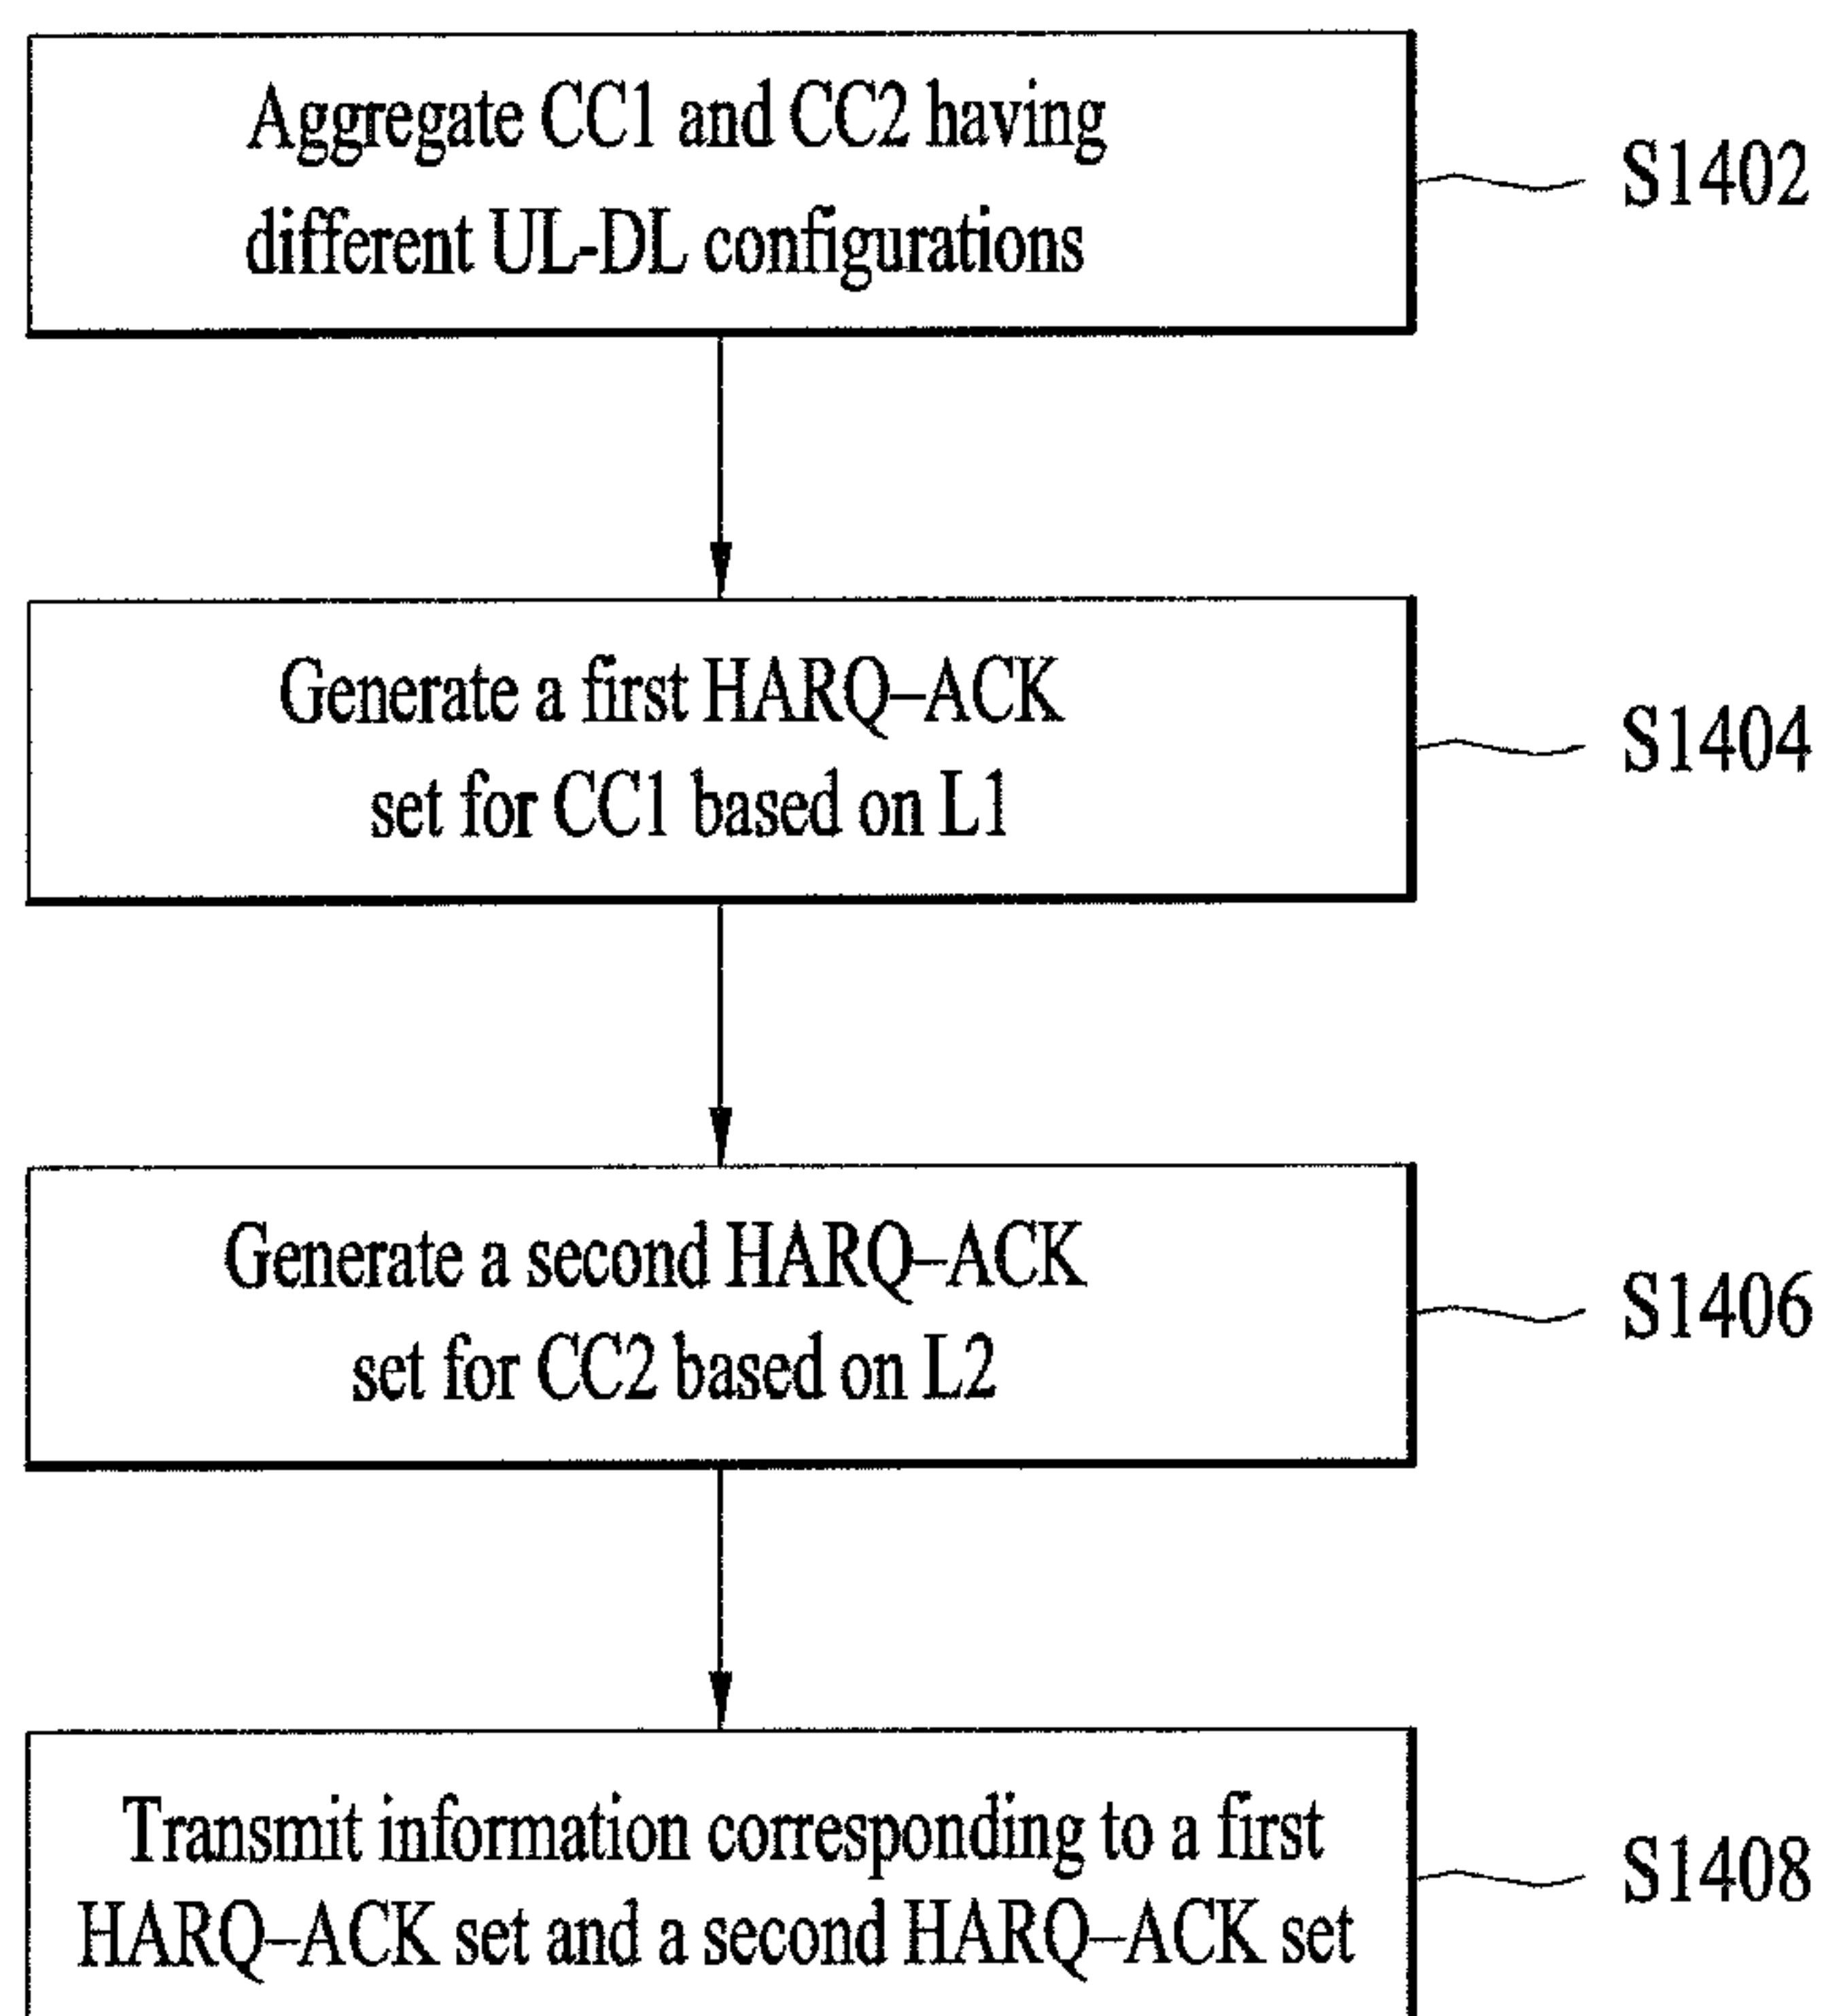 Aggregate CC1 and CC2 having
different UL-DL configurations
S1402
Generate a first HARQ–ACK
set for CC1 based on L1
S1404
Generate a second HARQ–ACK
set for CC2 based on L2
S1406
Transmit information corresponding to a first
HARQ–ACK set and a second HARQ–ACK set
S1408